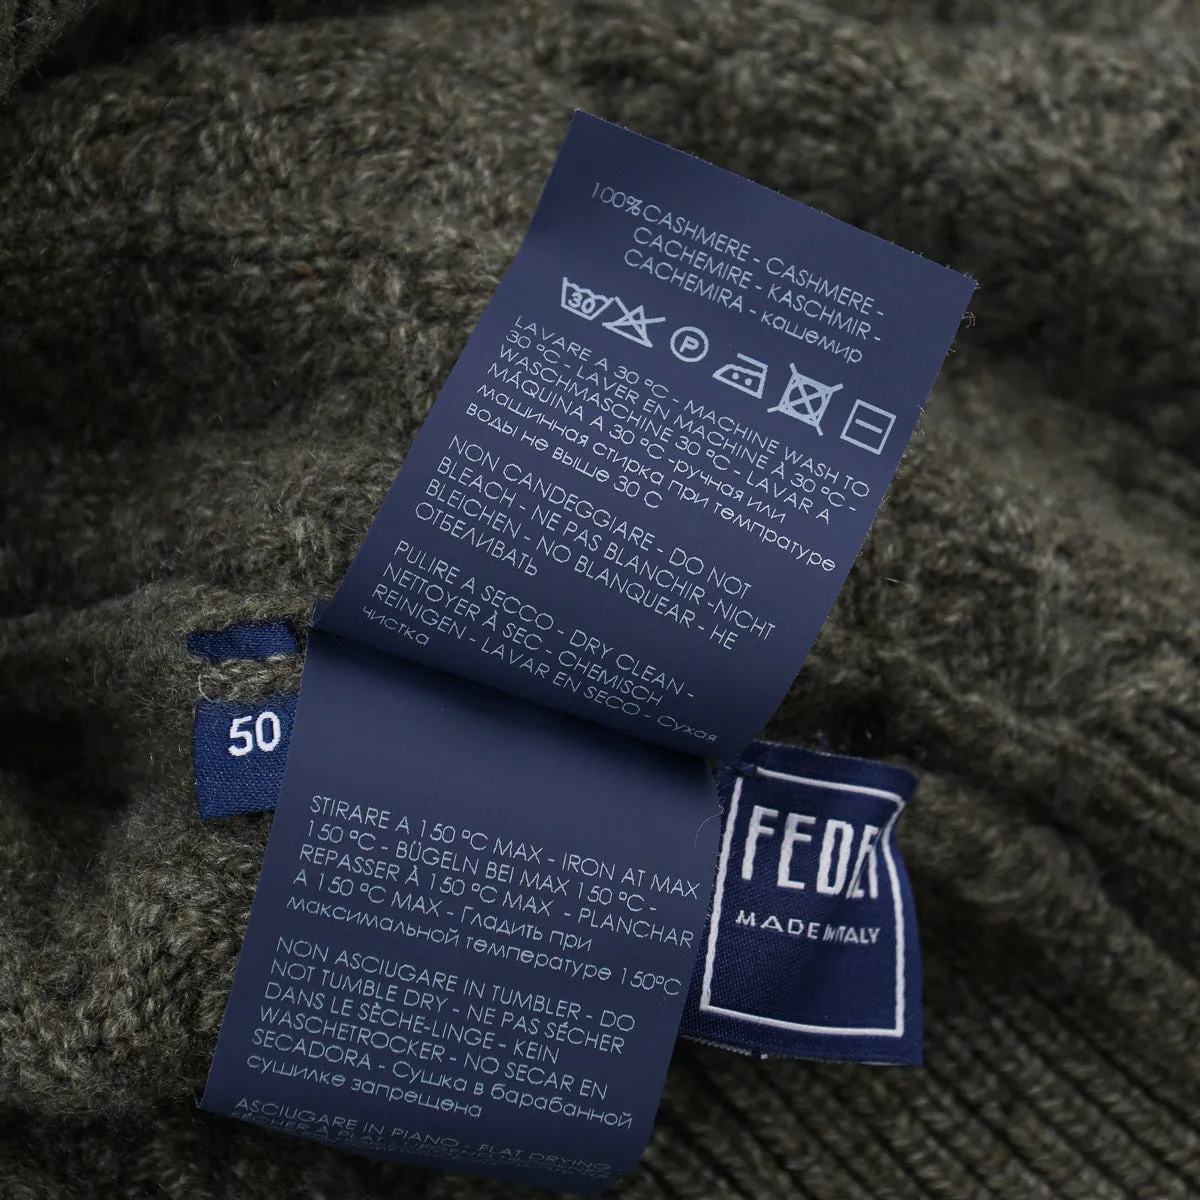 100%CASHMERE - CASHMERE -
CACHEMIRE - KASCHMIR -
CACHEMIRA - кашемир
30
P
LAVARE A 30 °C - MACHINE WASH TO
30 °C - LAVER EN MACHINE À 30 °C -
WASCHMASCHINE 30 °C - LAVAR A
MÁQUINA A 30 °C -ручная или
машинная стирка при темпратуре
воды не выше 30 C
NON CANDEGGIARE - DO NOT
BLEACH - NE PAS BLANCHIR -NICHT
BLEICHEN - NO BLANQUEAR - НЕ
ОТБЕЛИВАТЬ
PULIRE A SECCO - DRY CLEAN -
NETTOYER À SEC - CHEMISCH
REINIGEN - LAVAR EN SECO - сухая
чистка
50
STIRARE A 150 °C MAX - IRON AT MAX
150 °C - BÜGELN BEI MAX 150 °C -
REPASSER À 150 °C MAX - PLANCHAR
A 150 °C MAX - Гладить при
максимальной температуре 150°C
NON ASCIUGARE IN TUMBLER - DO
NOT TUMBLE DRY - NE PAS SÉCHER
DANS LE SÈCHE-LINGE - KEIN
WASCHETROCKER - NO SECAR EN
SECADORA - Сушка в барабанной
сушилке запрещена
ASCIUGARE IN PIANO - FLAT DRYING
FEDELI
MADE IN ITALY